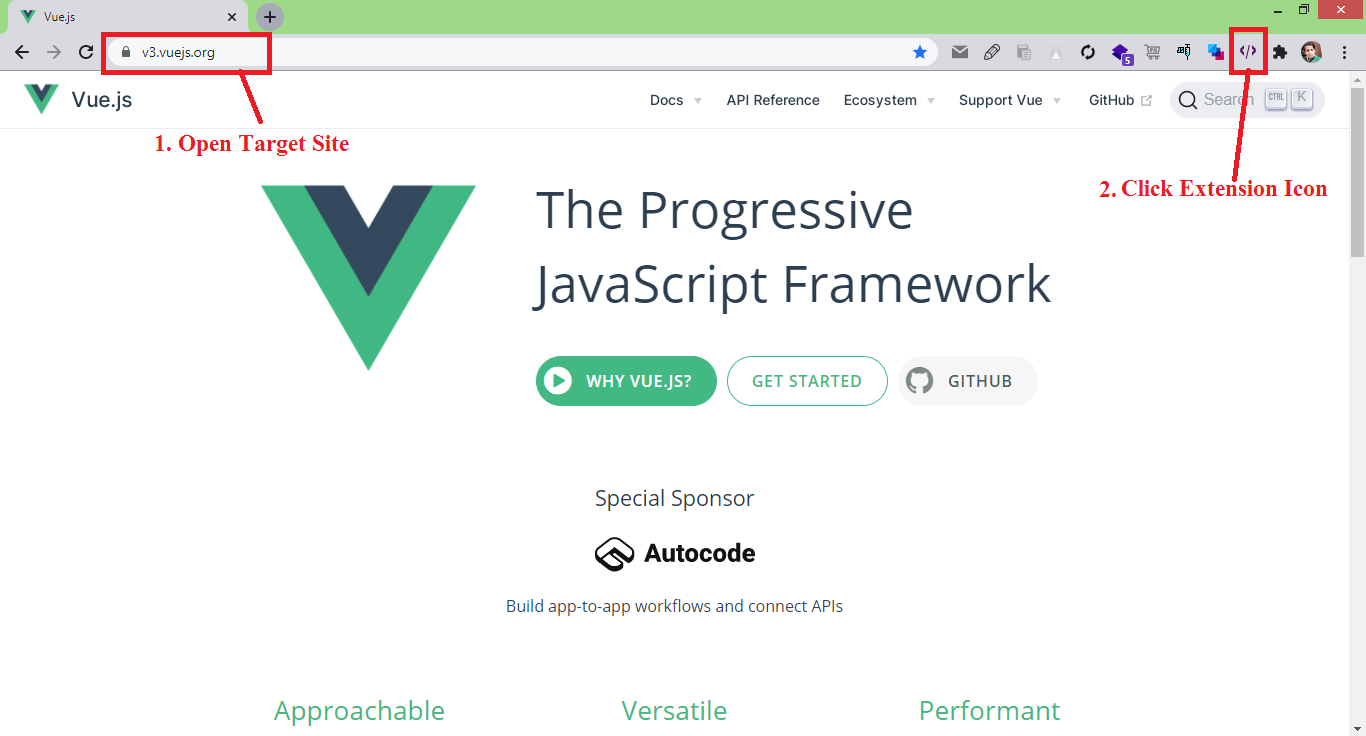 Vue.js
v3.vuejs.org
5
Vue.js
Docs
API Reference
Ecosystem
Support Vue
GitHub
Search
CTRL
K
1. Open Target Site
2. Click Extension Icon
The Progressive
JavaScript Framework
WHY VUE.JS?
GET STARTED
GITHUB
Special Sponsor
Autocode
Build app-to-app workflows and connect APIs
Approachable
Versatile
Performant